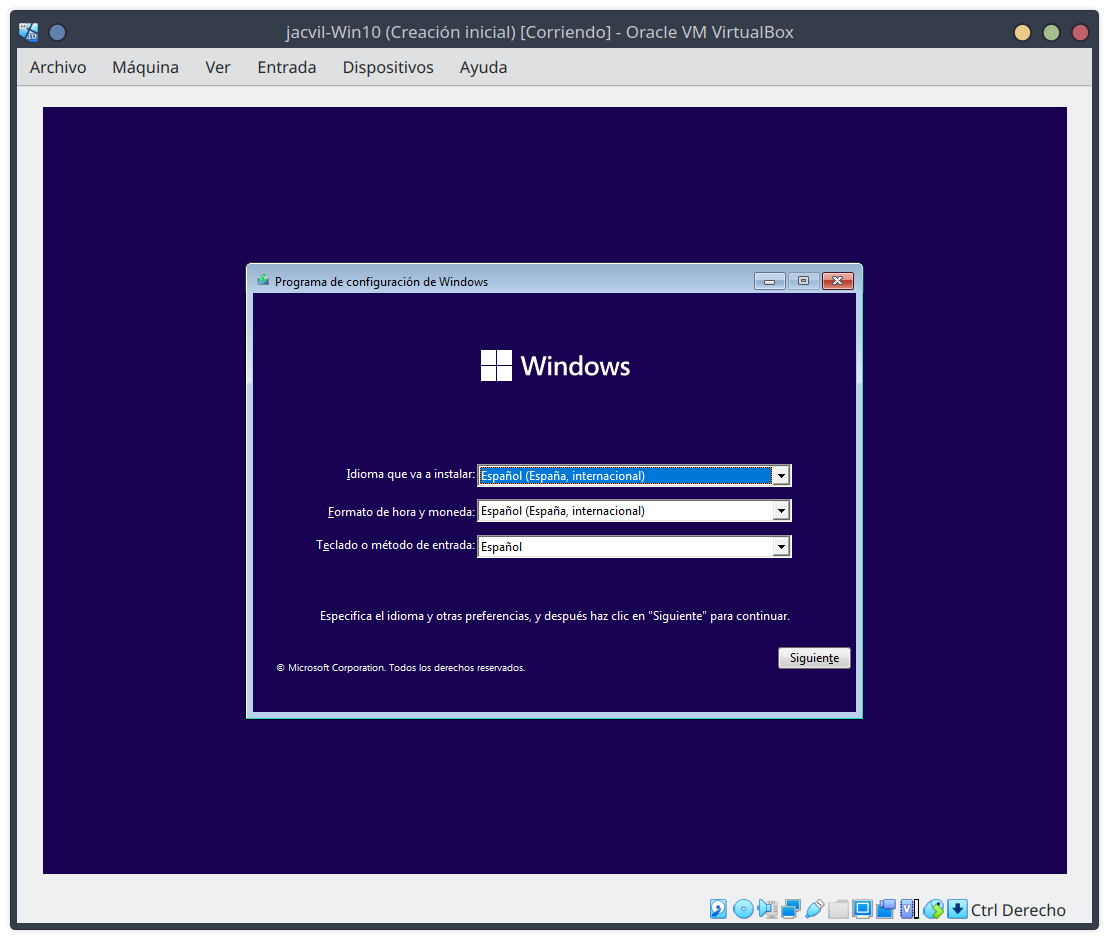 jacvil-Win10 (Creación inicial) [Corriendo] - Oracle VM VirtualBox
Archivo Máquina Ver Entrada Dispositivos Ayuda
Programa de configuración de Windows
Windows
Idioma que va a instalar: Español (España, internacional)
Formato de hora y moneda: Español (España, internacional)
Teclado o método de entrada: Español
Especifica el idioma y otras preferencias, y después haz clic en "Siguiente" para continuar.
Siguiente
© Microsoft Corporation. Todos los derechos reservados.
Ctrl Derecho